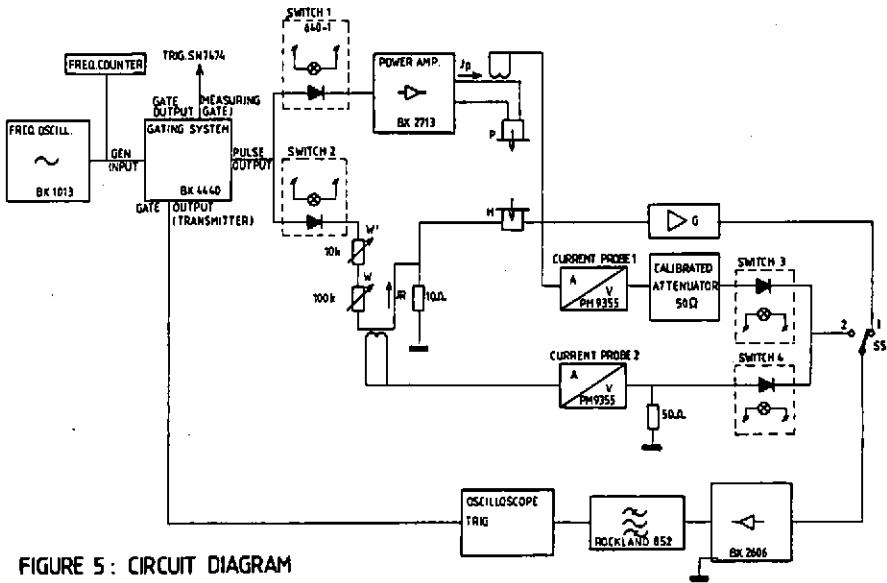 SWITCH 1
640-1
FREQ.COUNTER
TRIG.SN7474
POWER AMP.
BK 2713
Jp
P
GATE OUTPUT
(MEASURING GATE)
FREQ. OSCILL.
BK 1013
GEN INPUT
GATING SYSTEM
BK 4440
PULSE OUTPUT
SWITCH 2
GATE OUTPUT
(TRANSMITTER)
W'
10k
W
100k
JR
10Ω
H
G
CURRENT PROBE 1
A
V
PM 9355
CALIBRATED
ATTENUATOR
50Ω
SWITCH 3
2
1
SS
CURRENT PROBE 2
A
V
PM9355
50Ω
SWITCH 4
OSCILLOSCOPE
TRIG
ROCKLAND 852
BK 2606
FIGURE 5: CIRCUIT DIAGRAM